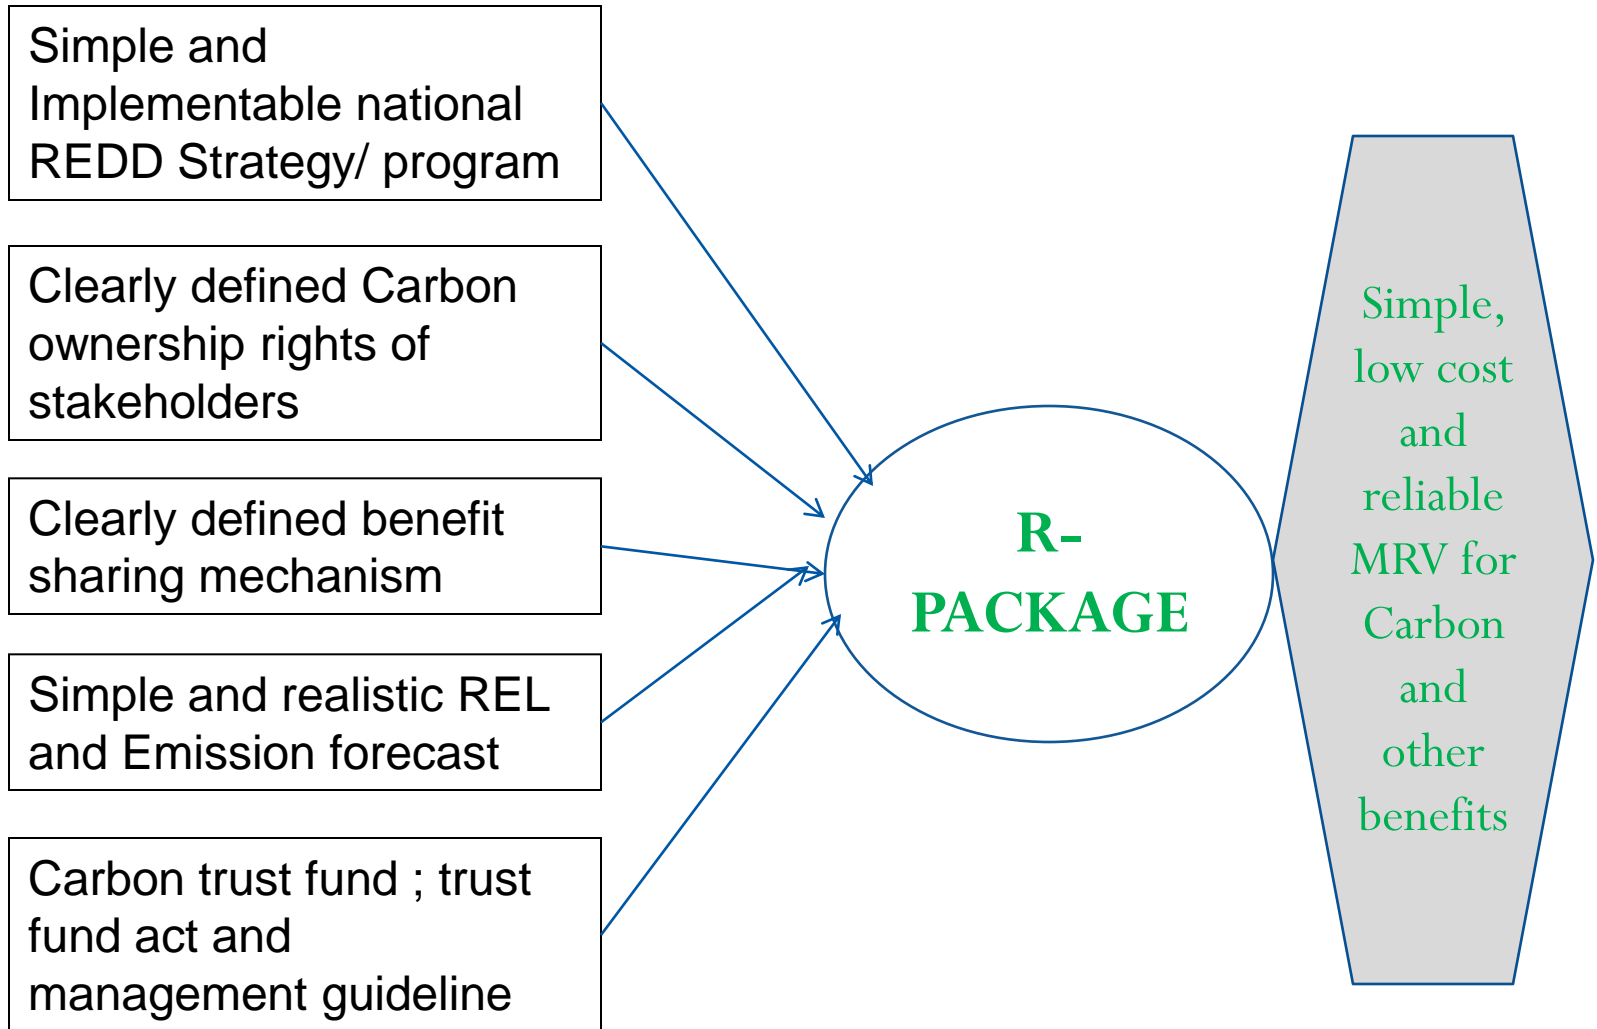 Simple and
Implementable national
REDD Strategy/ program
Clearly defined Carbon
ownership rights of
stakeholders
Clearly defined benefit
sharing mechanism
Simple and realistic REL
and Emission forecast
Carbon trust fund ; trust
fund act and
management guideline
R-
PACKAGE
Simple,
low cost
and
reliable
MRV for
Carbon
and
other
benefits